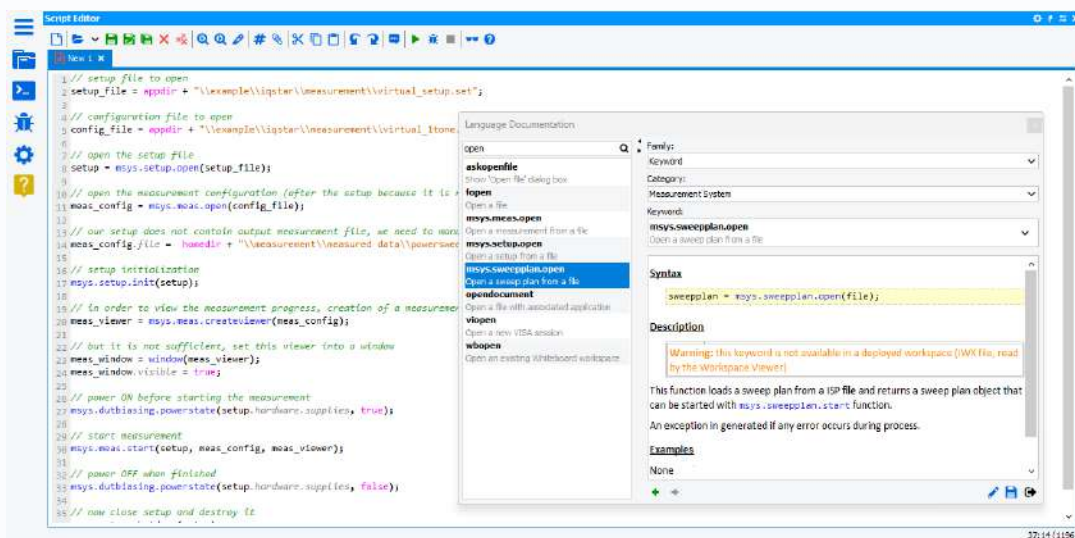 Script Editor
New 1
1 // setup file to open
2 setup_file = appdir + "\\example\\iqstar\\measurement\\virtual_setup.set";
3
4 // configuration file to open
5 config_file = appdir + "\\example\\iqstar\\measurement\\virtual_1tone.
6
7 // open the setup file
8 setup = msys.setup.open(setup_file);
9
10 // open the measurement configuration (after the setup because it is
11 meas_config = msys.meas.open(config_file);
12
13 // our setup does not contain output measurement file, we need to manu
14 meas_config.file = homedir + "\\measurement\\measured data\\powerswee
15
16 // setup initialization
17 msys.setup.init(setup);
18
19 // in order to view the measurement progress, creation of a measuremen
20 meas_viewer = msys.meas.createviewer(meas_config);
21
22 // but it is not sufficient, set this viewer into a window
23 meas_window = window(meas_viewer);
24 meas_window.visible = true;
25
26 // power ON before starting the measurement
27 msys.dutbiasing.powerstate(setup.hardware.supplies, true);
28
29 // start measurement
30 msys.meas.start(setup, meas_config, meas_viewer);
31
32 // power OFF when finished
33 msys.dutbiasing.powerstate(setup.hardware.supplies, false);
34
35 // now close setup and destroy it
Language Documentation
open
askopenfile
Show 'Open file' dialog box
fopen
Open a file
msys.meas.open
Open a measurement from a file
msys.setup.open
Open a setup from a file
msys.sweepplan.open
Open a sweep plan from a file
opendocument
Open a file with associated application
viopen
Open a new VISA session
wbopen
Open an existing Whiteboard workspace
Family:
Keyword
Category:
Measurement System
Keyword:
msys.sweepplan.open
Open a sweep plan from a file
Syntax
sweepplan = msys.sweepplan.open(file);
Description
Warning: this keyword is not available in a deployed workspace (IWX file, read
by the Workspace Viewer)
This function loads a sweep plan from a ISP file and returns a sweep plan object that
can be started with msys.sweepplan.start function.
An exception in generated if any error occurs during process.
Examples
None
37:14 (1196